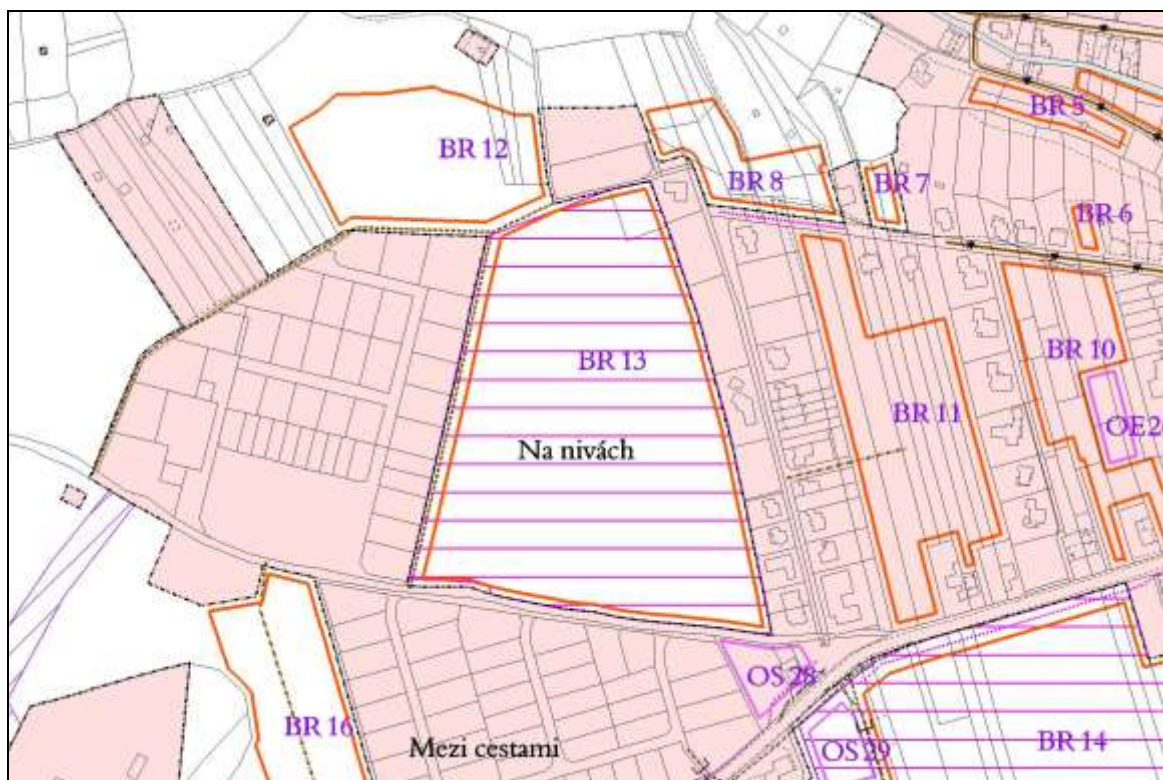 BR 5
BR 12
BR 8
BR 7
BR 6
BR 13
BR 10
BR 11
OE2
Na nivách
OS 28
BR 16
Mezi cestami
OS 29
BR 14